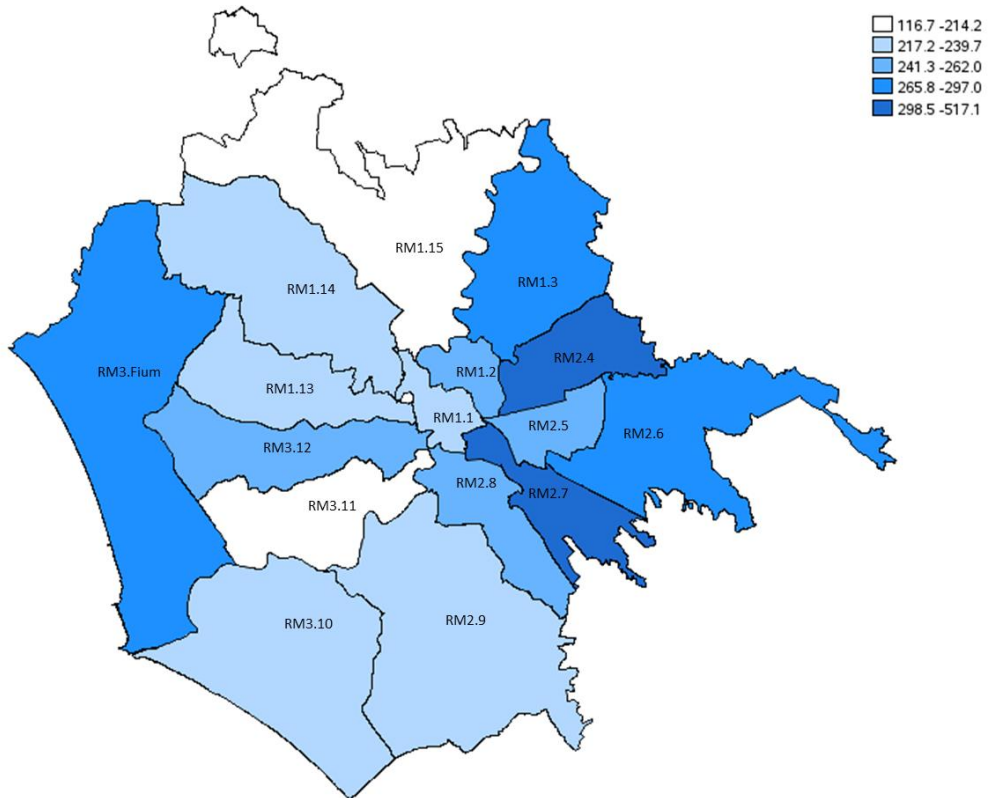 116.7 -214.2
217.2 -239.7
241.3 -262.0
265.8 -297.0
298.5 -517.1
RM1.15
RM1.3
RM1.14
RM2.4
RM3.Fium
RM1.2
RM1.13
RM1.1
RM2.5
RM2.6
RM3.12
RM2.8
RM2.7
RM3.11
RM3.10
RM2.9